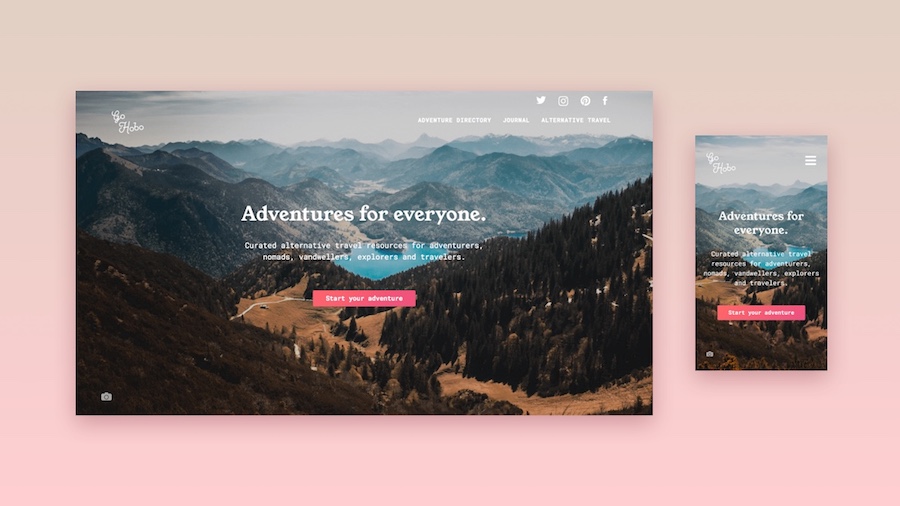 Go
Hobo
ADVENTURE DIRECTORY JOURNAL ALTERNATIVE TRAVEL
Adventures for everyone.
Curated alternative travel resources for adventurers,
nomads, vandwellers, explorers and travelers.
Start your adventure
Go
Hobo
Adventures for
everyone.
Curated alternative travel
resources for adventurers,
nomads, vandwellers, explorers
and travelers.
Start your adventure